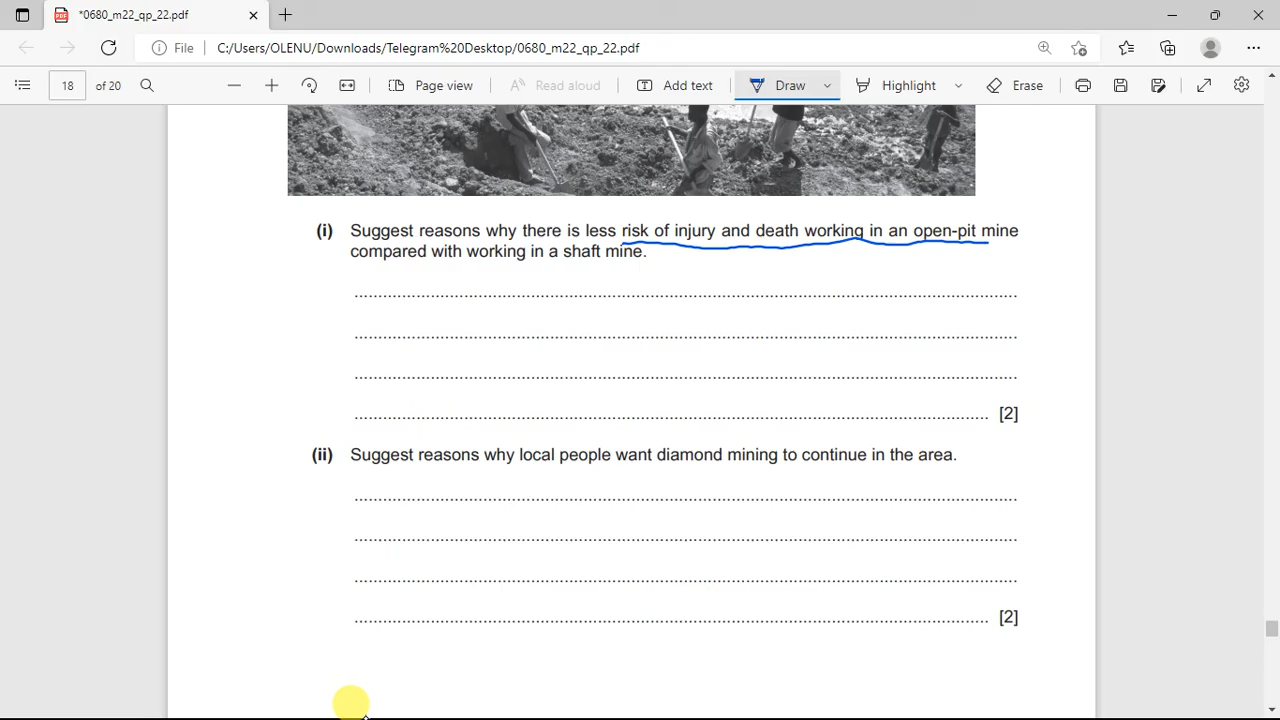 *0680_m22_qp_22.pdf
File C:/Users/OLENU/Downloads/Telegram%20Desktop/0680_m22_qp_22.pdf
18 of 20 Page view Read aloud Add text Draw Highlight Erase
(i) Suggest reasons why there is less risk of injury and death working in an open-pit mine
compared with working in a shaft mine.
....................................................................................................
....................................................................................................
....................................................................................................
.................................................................................................... [2]
(ii) Suggest reasons why local people want diamond mining to continue in the area.
....................................................................................................
....................................................................................................
....................................................................................................
.................................................................................................... [2]